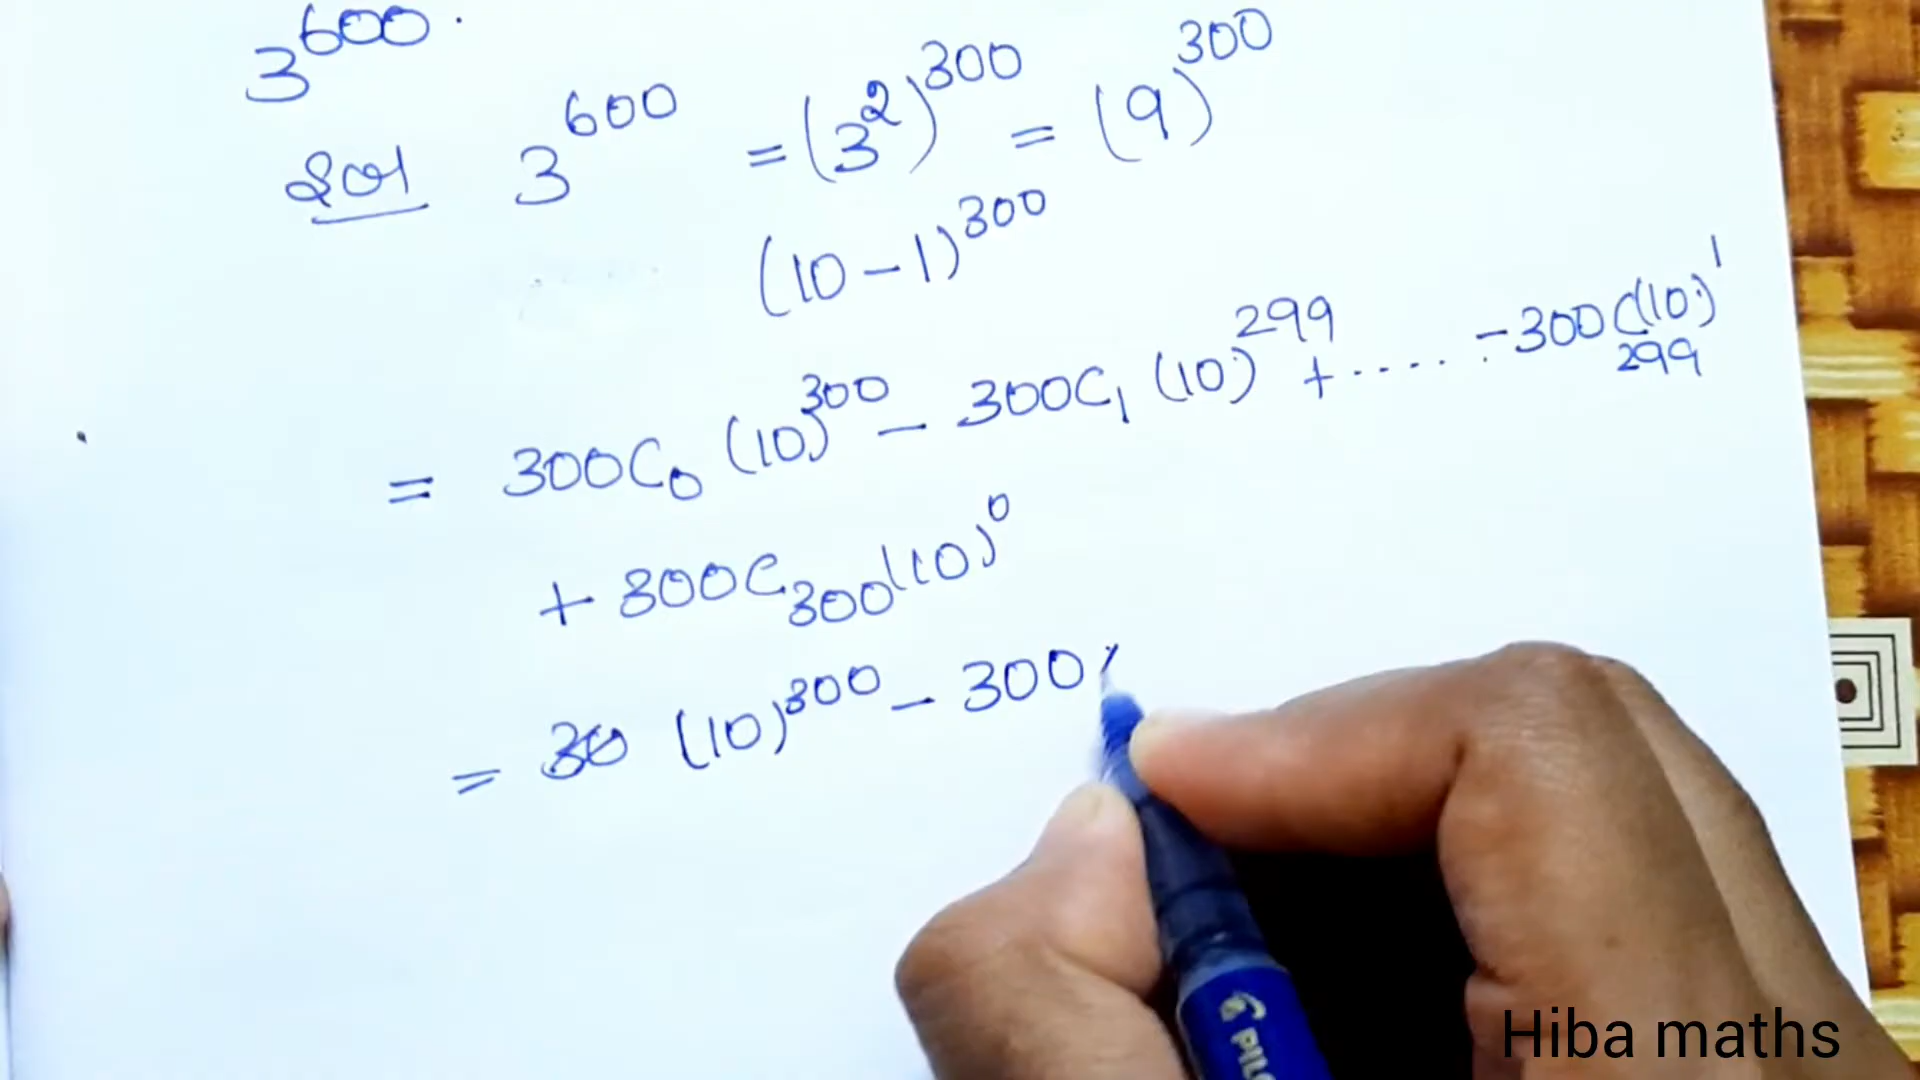 3^600.
Sol 3^600 = (3^2)^300 = (9)^300
(10-1)^300
= 300C₀ (10)^300 - 300C₁ (10)^299 + ..... - 300C₂₉₉(10)^1
+ 300C₃₀₀(10)^0
= (10)^300 - 300
PILO
Hiba maths